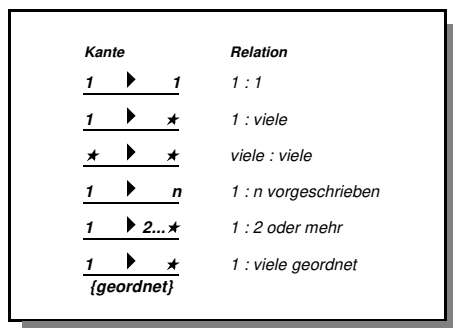 Kante Relation
1 ▶ 1 1 : 1
1 ▶ ★ 1 : viele
★ ▶ ★ viele : viele
1 ▶ n 1 : n vorgeschrieben
1 ▶ 2...★ 1 : 2 oder mehr
1 ▶ ★ 1 : viele geordnet
{geordnet}